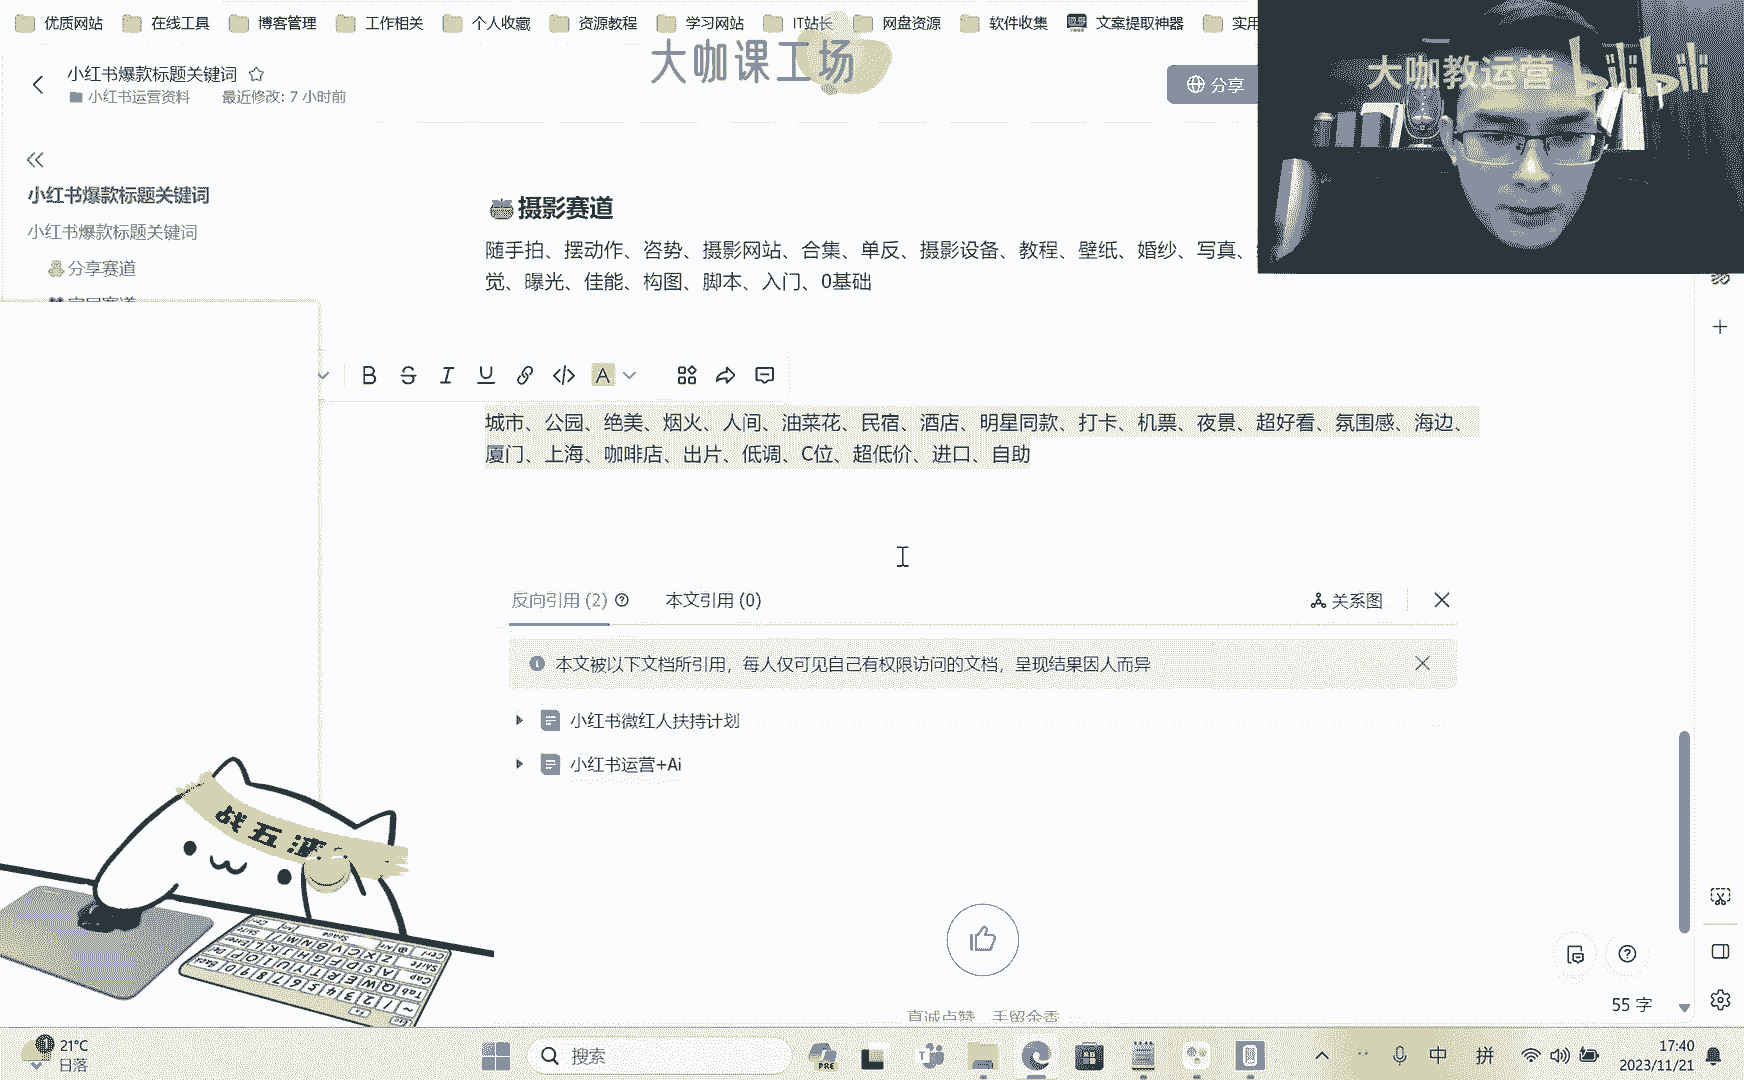 优质网站 在线工具 博客管理 工作相关 个人收藏 资源教程 学习网站 IT站长 网盘资源 软件收集 文案提取神器 实用
小红书爆款标题关键词
小红书运营资料 最近修改: 7 小时前
大咖课工场
分享
大咖教运营 bilibili
小红书爆款标题关键词
小红书爆款标题关键词
分享赛道
摄影赛道
随手拍、摆动作、咨势、摄影网站、合集、单反、摄影设备、教程、壁纸、婚纱、写真、
觉、曝光、佳能、构图、脚本、入门、0基础
城市、公园、绝美、烟火、人间、油菜花、民宿、酒店、明星同款、打卡、机票、夜景、超好看、氛围感、海边、
厦门、上海、咖啡店、出片、低调、C位、超低价、进口、自助
反向引用 (2) 本文引用 (0) 关系图
本文被以下文档所引用，每人仅可见自己有权限访问的文档，呈现结果因人而异
小红书微红人扶持计划
小红书运营+Ai
战五渣
55 字
21°C
日落
搜索
PRE
中 拼
17:40
2023/11/21